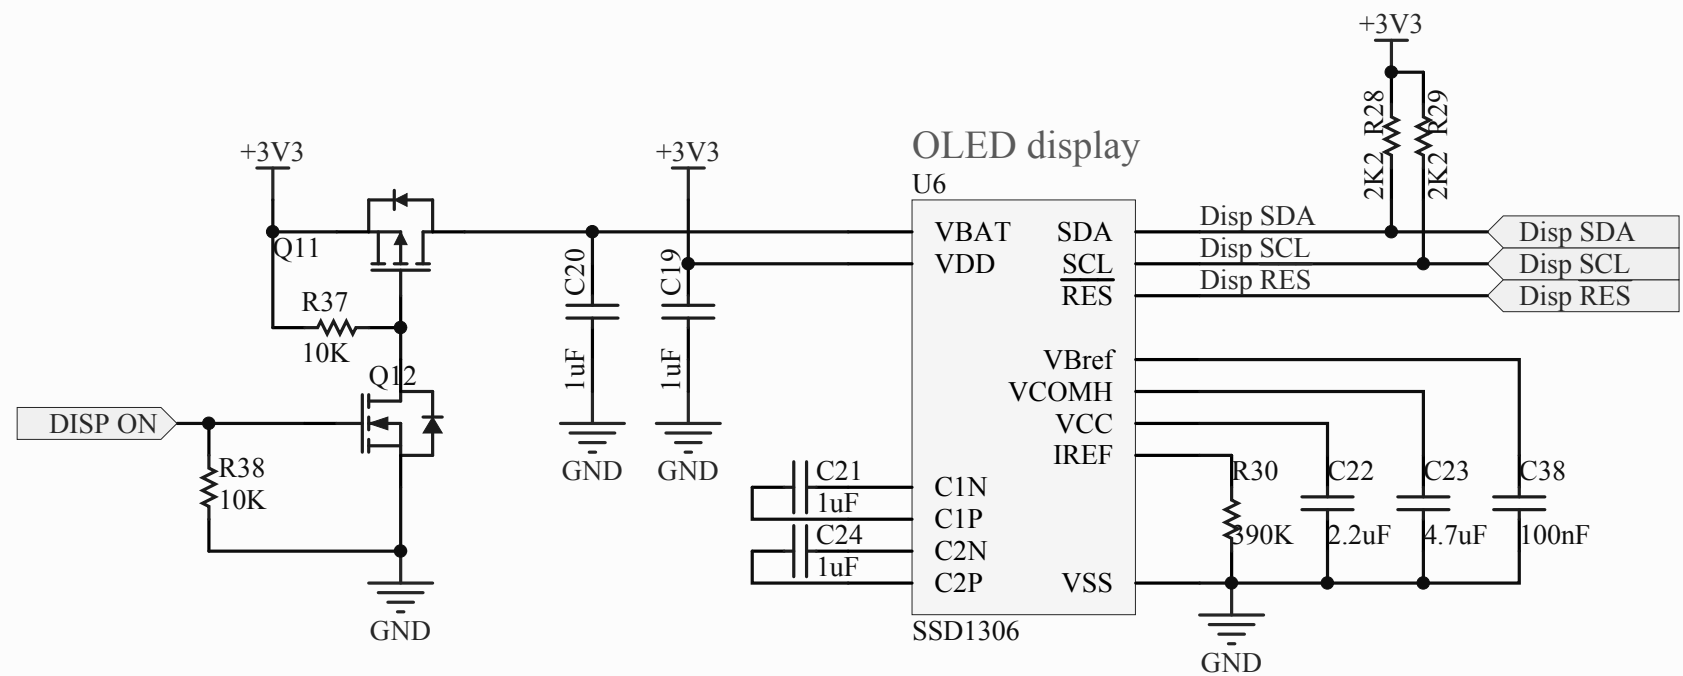 +3V3
+3V3
+3V3
OLED display
U6
Q11
R37
10K
Q12
DISP ON
R38
10K
GND
C20
1uF
GND
C19
1uF
GND
VBAT
VDD
SDA
SCL
RES
VBref
VCOMH
VCC
IREF
C1N
C1P
C2N
C2P
VSS
SSD1306
C21
1uF
C24
1uF
R28
2K2
R29
2K2
Disp SDA
Disp SCL
Disp RES
Disp SDA
Disp SCL
Disp RES
R30
390K
C22
2.2uF
C23
4.7uF
C38
100nF
GND